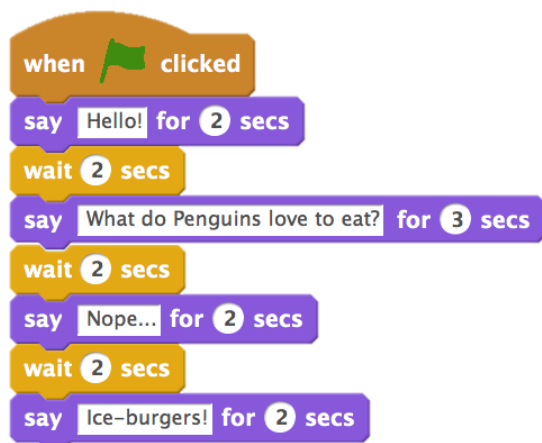 when clicked
say Hello! for 2 secs
wait 2 secs
say What do Penguins love to eat? for 3 secs
wait 2 secs
say Nope... for 2 secs
wait 2 secs
say Ice-burgers! for 2 secs